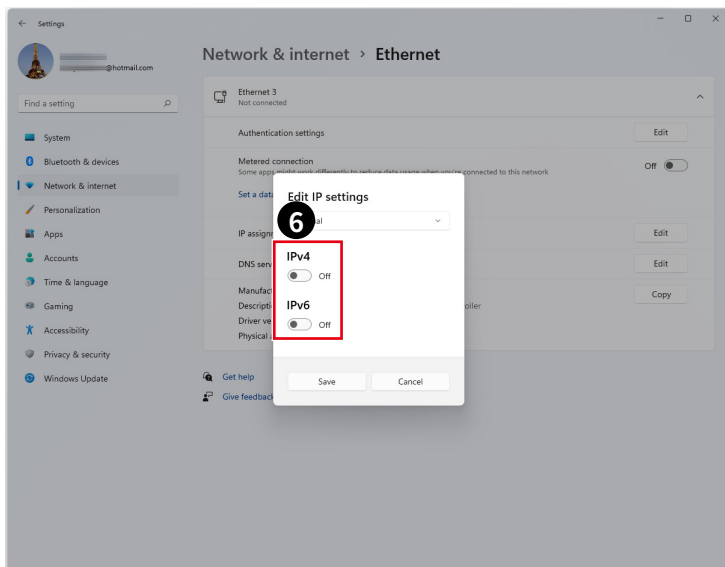 Settings
@hotmail.com
Find a setting
System
Bluetooth & devices
Network & internet
Personalization
Apps
Accounts
Time & language
Gaming
Accessibility
Privacy & security
Windows Update
Network & internet > Ethernet
Ethernet 3
Not connected
Authentication settings
Edit
Metered connection
Some apps might work differently to reduce data usage when you're connected to this network
Off
Set a data
IP assign
Edit
DNS serv
Edit
Manufac
Copy
Descripti
oller
Driver ve
Physical
Get help
Give feedback
Edit IP settings
6
al
IPv4
Off
IPv6
Off
Save
Cancel